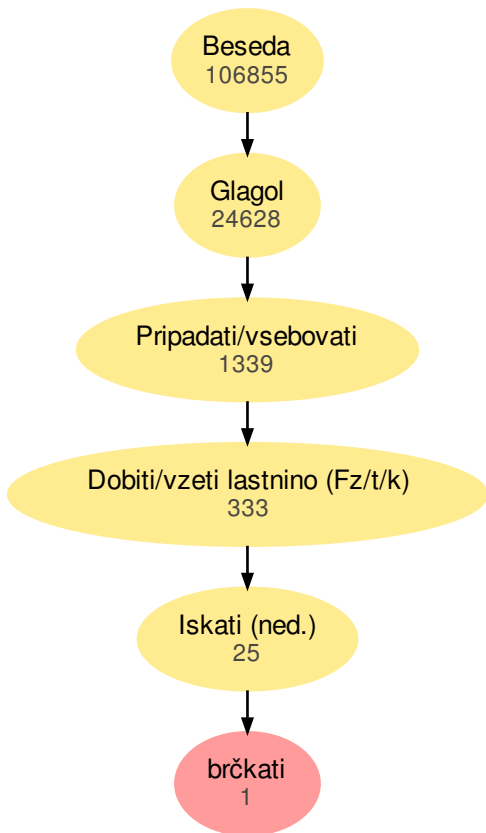 Beseda
106855
Glagol
24628
Pripadati/vsebovati
1339
Dobiti/vzeti lastnino (Fz/t/k)
333
Iskati (ned.)
25
brčkati
1